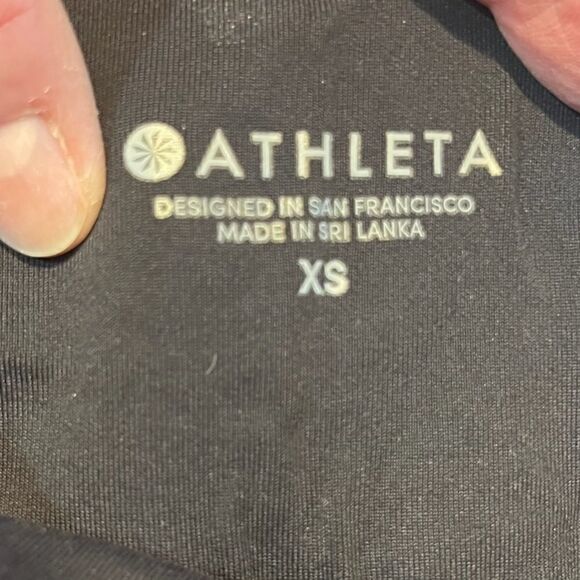 ATHLETA
DESIGNED IN SAN FRANCISCO
MADE IN SRI LANKA
XS